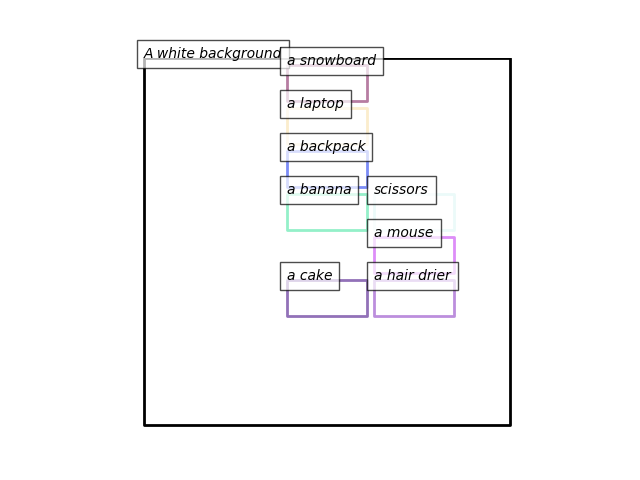 A white background
a snowboard
a laptop
a backpack
a banana
scissors
a mouse
a cake
a hair drier